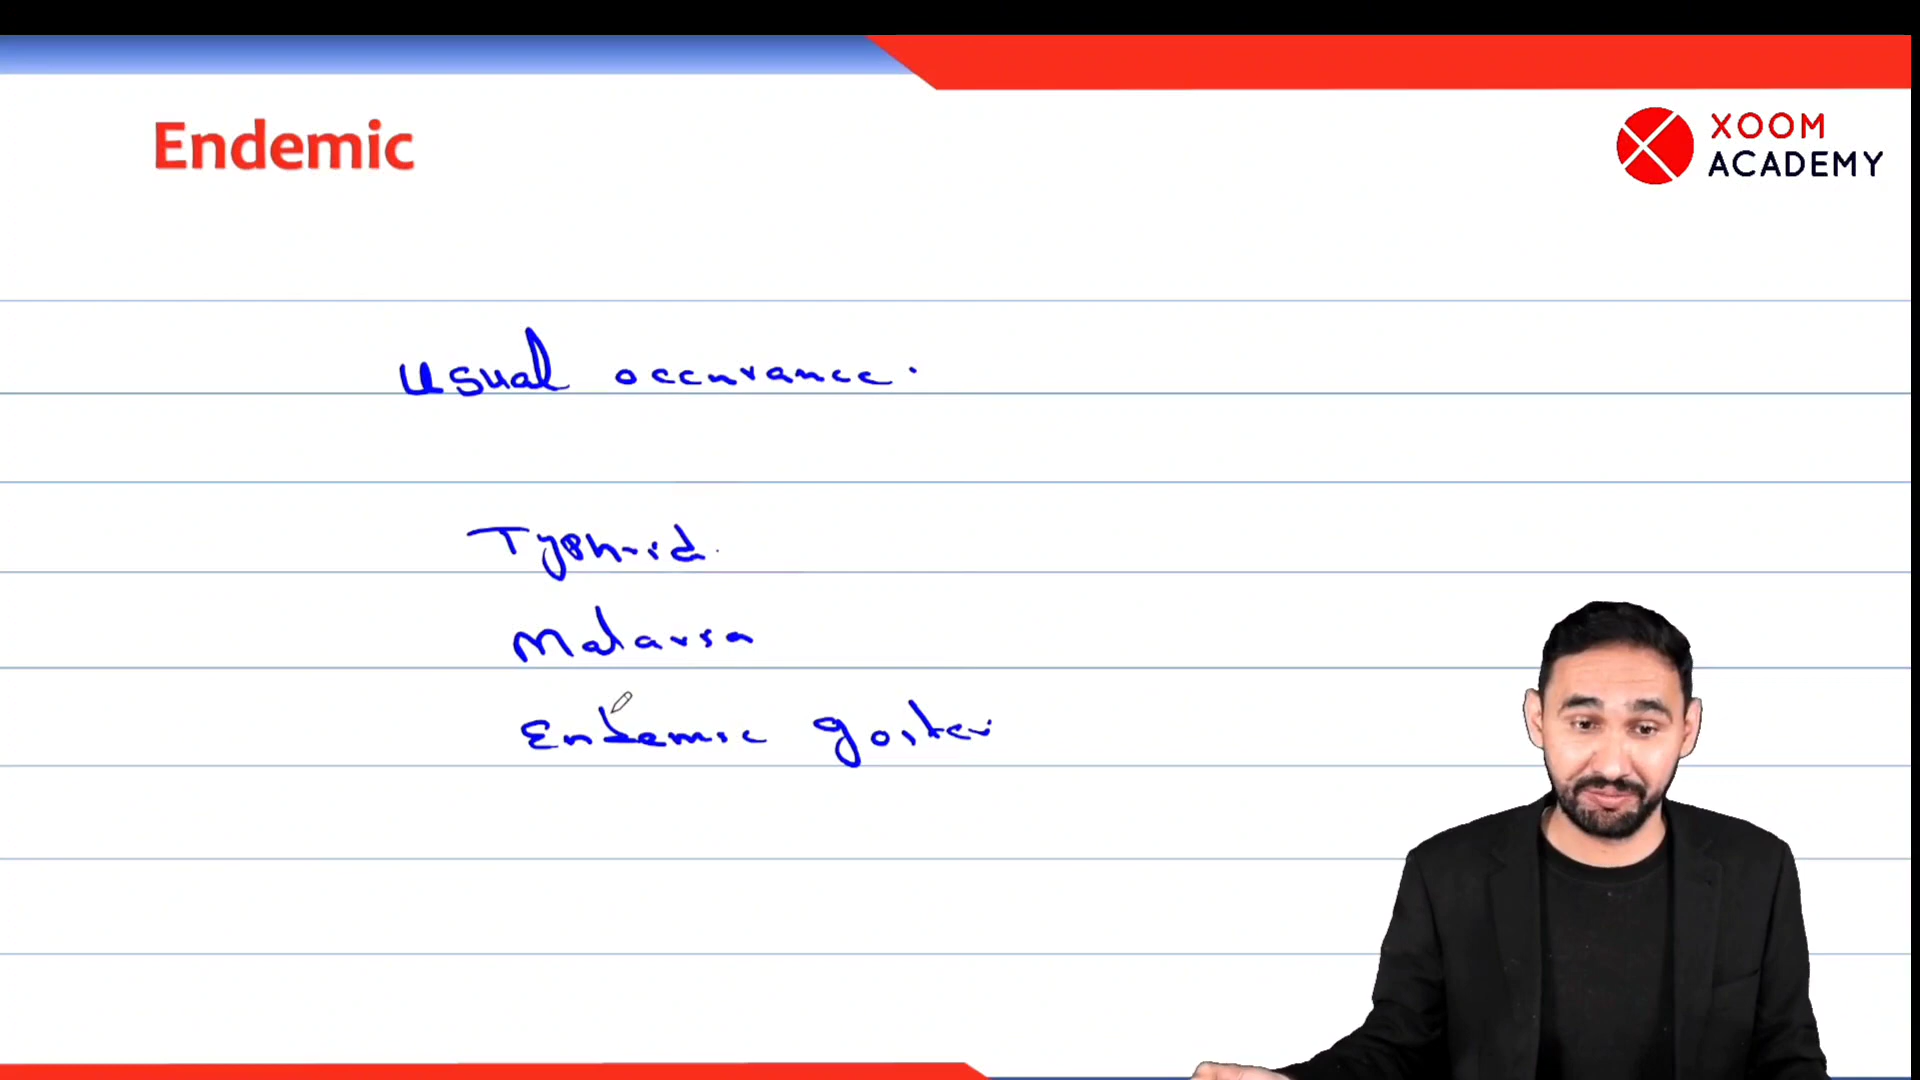 Endemic
XOOM
ACADEMY
Usual occurance.
Typhoid
Malaria
Endemic goiter